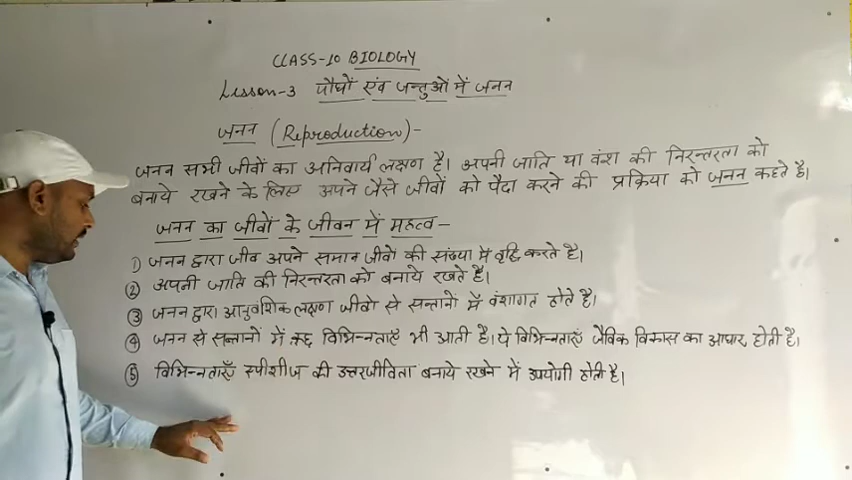 CLASS-10 BIOLOGY
Lesson-3 पौधों एंव जन्तुओं में जनन
जनन (Reproduction)-
जनन सभी जीवों का अनिवार्य लक्षण है। अपनी जाति या वंश की निरन्तरता को
बनाये रखने के लिए अपने जैसे जीवों को पैदा करने की प्रक्रिया को जनन कहते है।
जनन का जीवों के जीवन में महत्व-
1) जनन द्वारा जीव अपने समान जीवों की संख्या में वृद्धि करते है।
2) अपनी जाति की निरन्तरता को बनाये रखते है।
3) जनन द्वारा आनुवंशिक लक्षण जीवो से सन्तानों में वंशागत होते है।
4) जनन से सन्तानों में कुछ विभिन्नताएँ भी आती है। ये विभिन्नताएं जैविक विकास का आधार होती है।
5) विभिन्नताएँ स्पीशीज की उत्तरजीविता बनाये रखने में उपयोगी होती है।